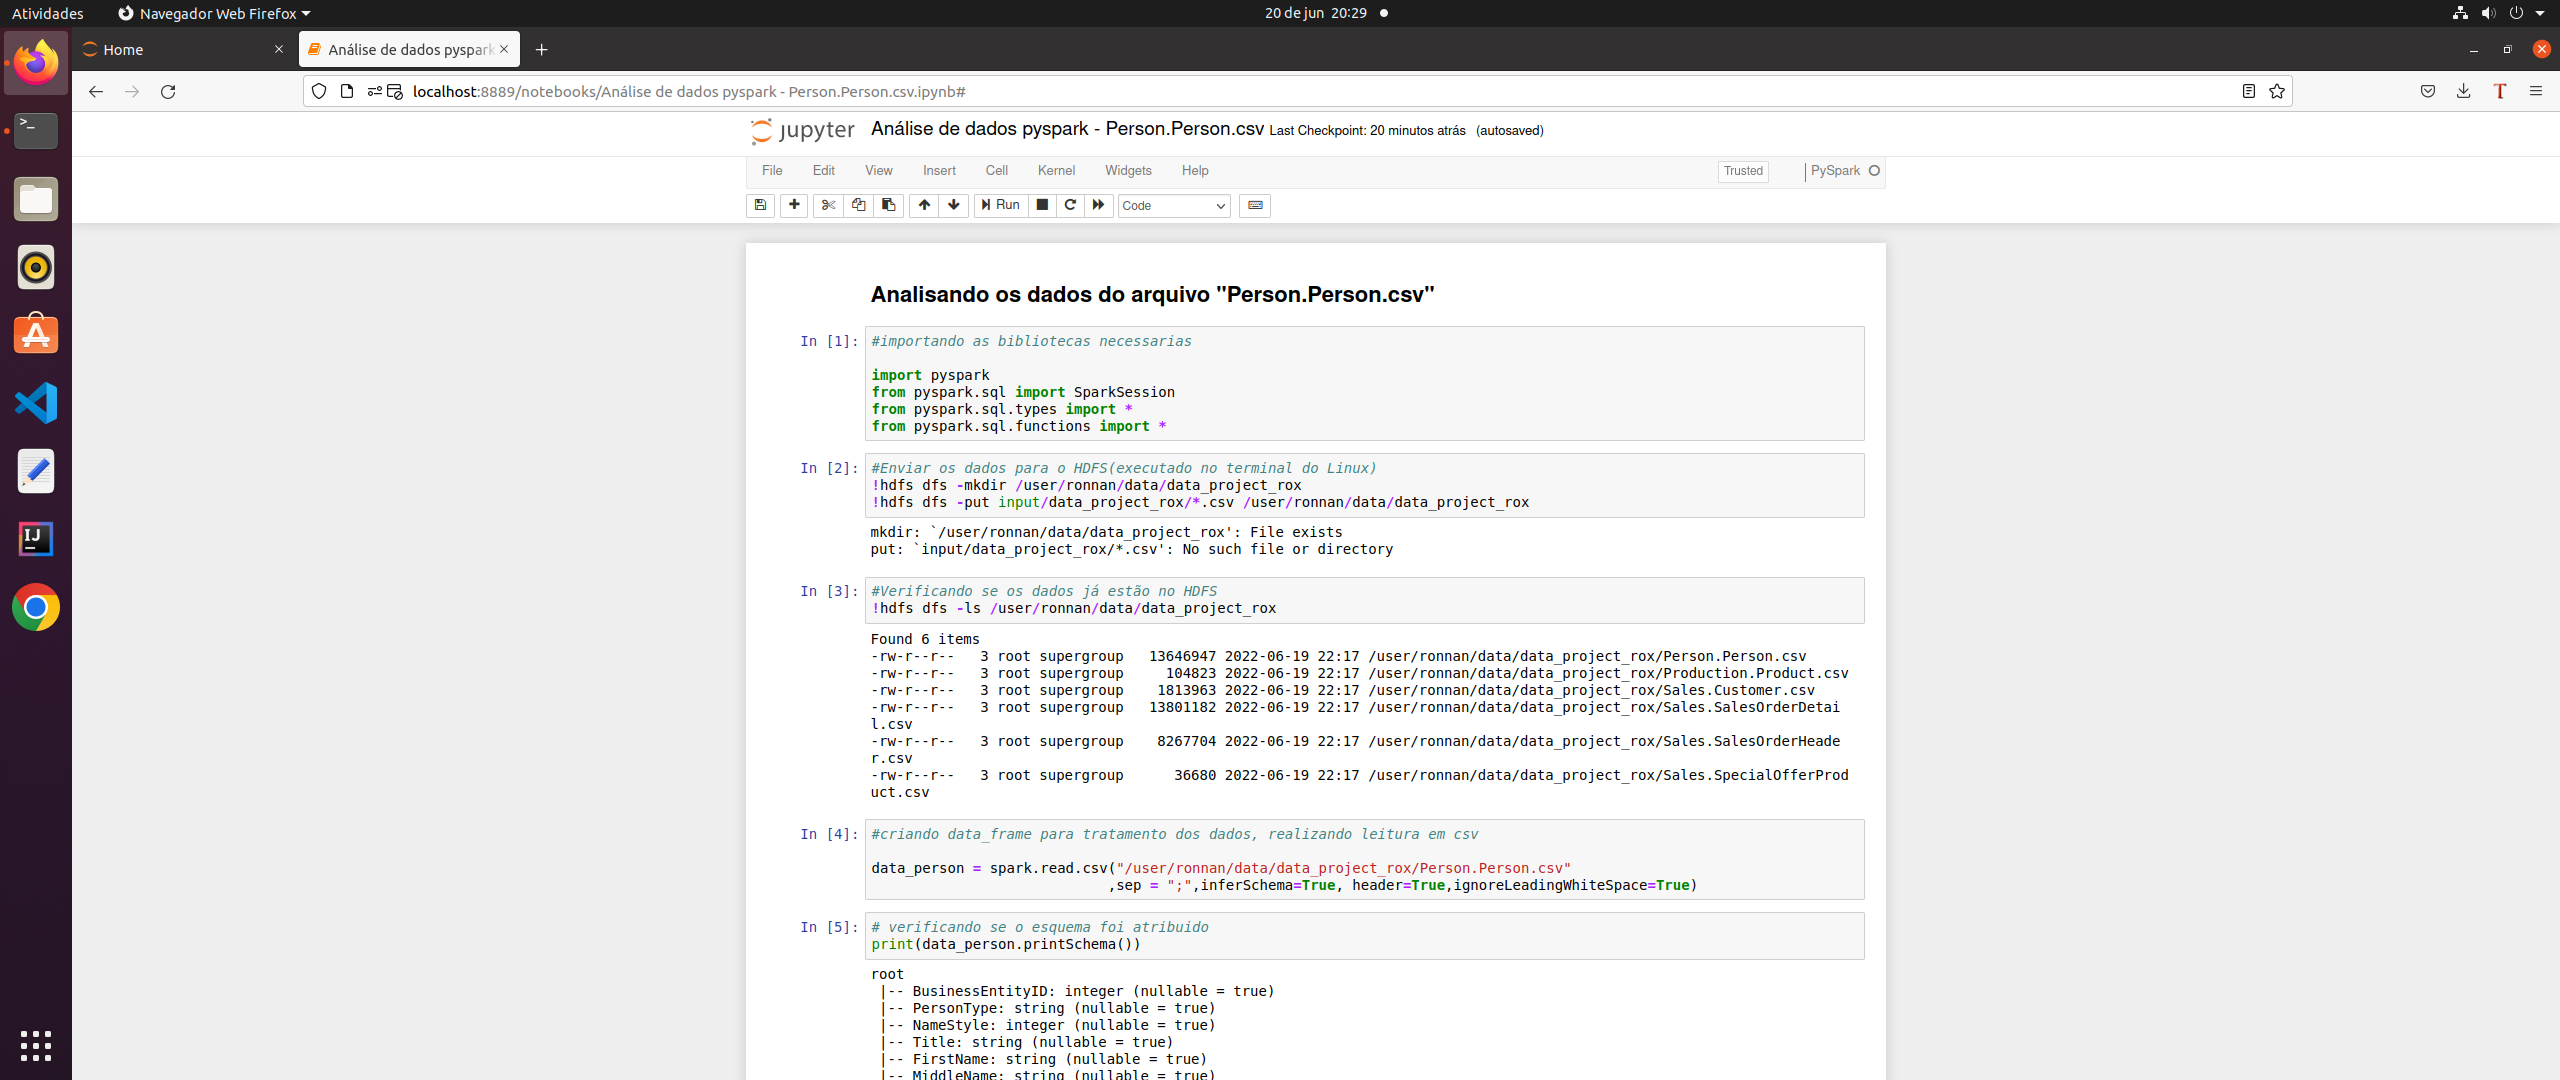 Atividades
Navegador Web Firefox
20 de jun 20:29
Home
Análise de dados pyspark
localhost:8889/notebooks/Análise de dados pyspark - Person.Person.csv.ipynb#
jupyter Análise de dados pyspark - Person.Person.csv Last Checkpoint: 20 minutos atrás (autosaved)
File Edit View Insert Cell Kernel Widgets Help Trusted PySpark
Run Code
Analisando os dados do arquivo "Person.Person.csv"
In [1]: #importando as bibliotecas necessarias
import pyspark
from pyspark.sql import SparkSession
from pyspark.sql.types import *
from pyspark.sql.functions import *
In [2]: #Enviar os dados para o HDFS(executado no terminal do Linux)
!hdfs dfs -mkdir /user/ronnan/data/data_project_rox
!hdfs dfs -put input/data_project_rox/*.csv /user/ronnan/data/data_project_rox
mkdir: `/user/ronnan/data/data_project_rox': File exists
put: `input/data_project_rox/*.csv': No such file or directory
In [3]: #Verificando se os dados já estão no HDFS
!hdfs dfs -ls /user/ronnan/data/data_project_rox
Found 6 items
-rw-r--r--   3 root supergroup   13646947 2022-06-19 22:17 /user/ronnan/data/data_project_rox/Person.Person.csv
-rw-r--r--   3 root supergroup     104823 2022-06-19 22:17 /user/ronnan/data/data_project_rox/Production.Product.csv
-rw-r--r--   3 root supergroup    1813963 2022-06-19 22:17 /user/ronnan/data/data_project_rox/Sales.Customer.csv
-rw-r--r--   3 root supergroup   13801182 2022-06-19 22:17 /user/ronnan/data/data_project_rox/Sales.SalesOrderDetai
l.csv
-rw-r--r--   3 root supergroup    8267704 2022-06-19 22:17 /user/ronnan/data/data_project_rox/Sales.SalesOrderHeade
r.csv
-rw-r--r--   3 root supergroup      36680 2022-06-19 22:17 /user/ronnan/data/data_project_rox/Sales.SpecialOfferProd
uct.csv
In [4]: #criando data_frame para tratamento dos dados, realizando leitura em csv
data_person = spark.read.csv("/user/ronnan/data/data_project_rox/Person.Person.csv"
,sep = ";",inferSchema=True, header=True,ignoreLeadingWhiteSpace=True)
In [5]: # verificando se o esquema foi atribuido
print(data_person.printSchema())
root
|-- BusinessEntityID: integer (nullable = true)
|-- PersonType: string (nullable = true)
|-- NameStyle: integer (nullable = true)
|-- Title: string (nullable = true)
|-- FirstName: string (nullable = true)
|-- MiddleName: string (nullable = true)